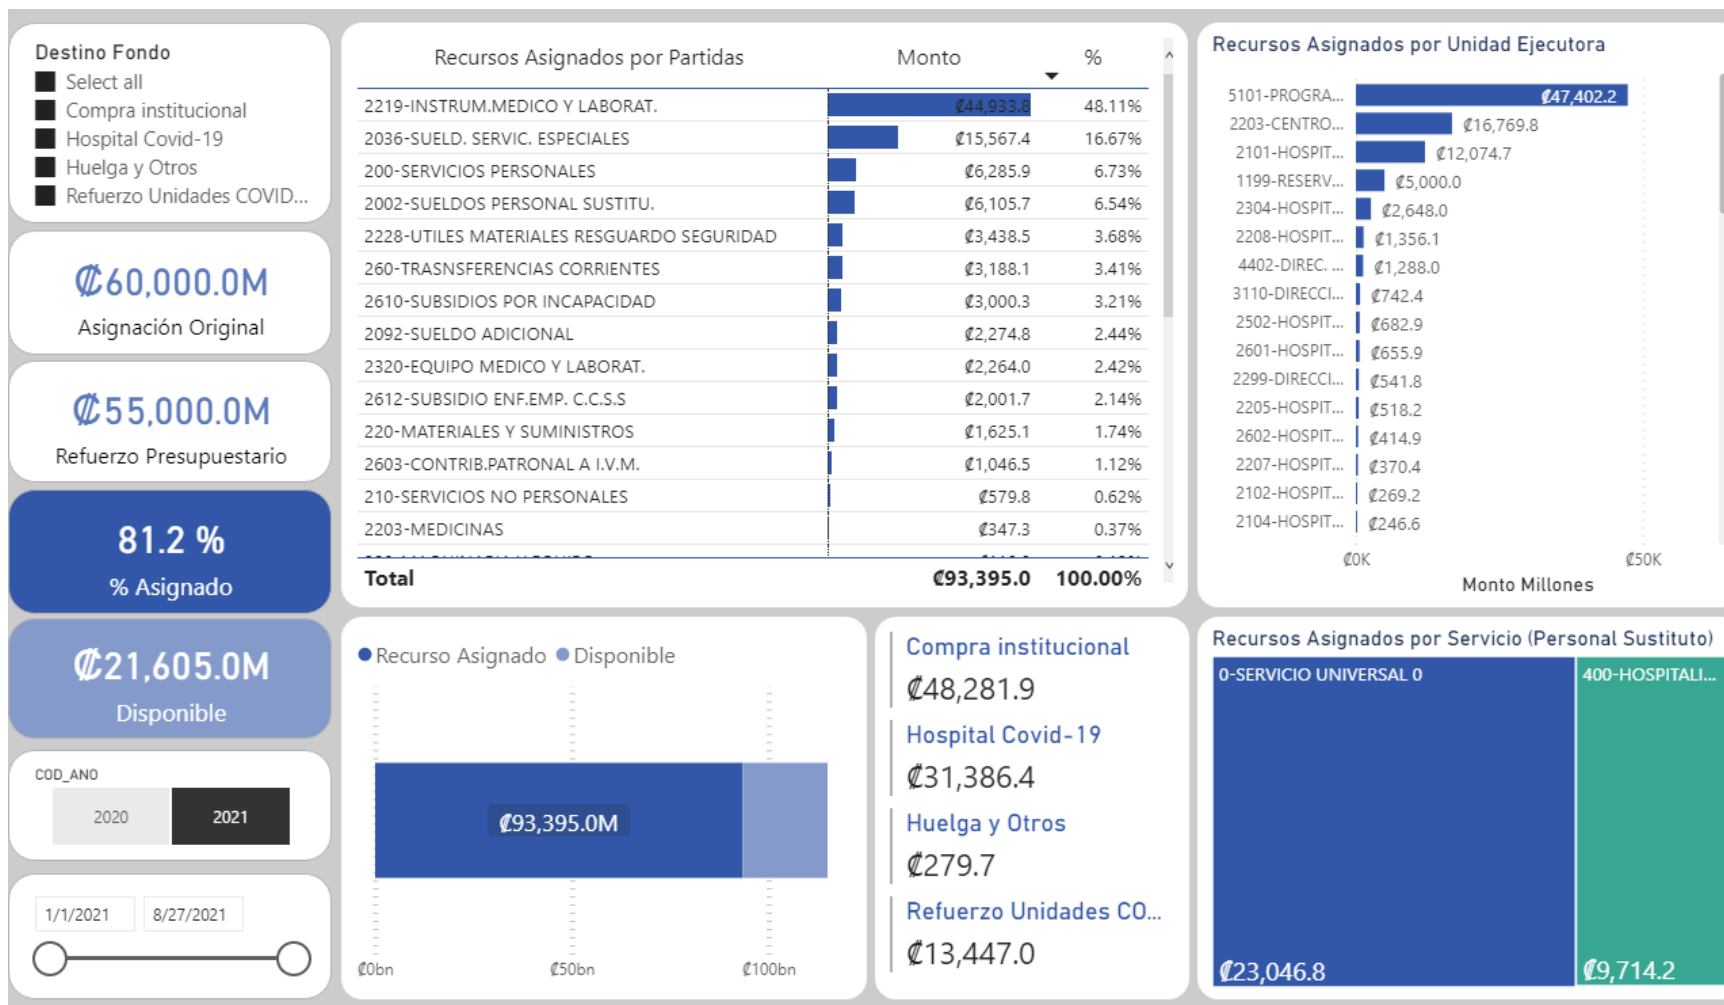 Destino Fondo
Select all
Compra institucional
Hospital Covid-19
Huelga y Otros
Refuerzo Unidades COVID...
₡60,000.0M
Asignación Original
₡55,000.0M
Refuerzo Presupuestario
81.2 %
% Asignado
₡21,605.0M
Disponible
COD_ANO
2020 2021
1/1/2021 8/27/2021
Recursos Asignados por Partidas Monto %
2219-INSTRUM.MEDICO Y LABORAT. ₡44,933.8 48.11%
2036-SUELD. SERVIC. ESPECIALES ₡15,567.4 16.67%
200-SERVICIOS PERSONALES ₡6,285.9 6.73%
2002-SUELDOS PERSONAL SUSTITU. ₡6,105.7 6.54%
2228-UTILES MATERIALES RESGUARDO SEGURIDAD ₡3,438.5 3.68%
260-TRASNSFERENCIAS CORRIENTES ₡3,188.1 3.41%
2610-SUBSIDIOS POR INCAPACIDAD ₡3,000.3 3.21%
2092-SUELDO ADICIONAL ₡2,274.8 2.44%
2320-EQUIPO MEDICO Y LABORAT. ₡2,264.0 2.42%
2612-SUBSIDIO ENF.EMP. C.C.S.S ₡2,001.7 2.14%
220-MATERIALES Y SUMINISTROS ₡1,625.1 1.74%
2603-CONTRIB.PATRONAL A I.V.M. ₡1,046.5 1.12%
210-SERVICIOS NO PERSONALES ₡579.8 0.62%
2203-MEDICINAS ₡347.3 0.37%
Total ₡93,395.0 100.00%
Recursos Asignados por Unidad Ejecutora
5101-PROGRA... ₡47,402.2
2203-CENTRO... ₡16,769.8
2101-HOSPIT... ₡12,074.7
1199-RESERV... ₡5,000.0
2304-HOSPIT... ₡2,648.0
2208-HOSPIT... ₡1,356.1
4402-DIREC. ... ₡1,288.0
3110-DIRECCI... ₡742.4
2502-HOSPIT... ₡682.9
2601-HOSPIT... ₡655.9
2299-DIRECCI... ₡541.8
2205-HOSPIT... ₡518.2
2602-HOSPIT... ₡414.9
2207-HOSPIT... ₡370.4
2102-HOSPIT... ₡269.2
2104-HOSPIT... ₡246.6
₡0K ₡50K
Monto Millones
Recurso Asignado Disponible
₡93,395.0M
₡0bn ₡50bn ₡100bn
Compra institucional
₡48,281.9
Hospital Covid-19
₡31,386.4
Huelga y Otros
₡279.7
Refuerzo Unidades CO...
₡13,447.0
Recursos Asignados por Servicio (Personal Sustituto)
0-SERVICIO UNIVERSAL 0 400-HOSPITALI...
₡23,046.8 ₡9,714.2